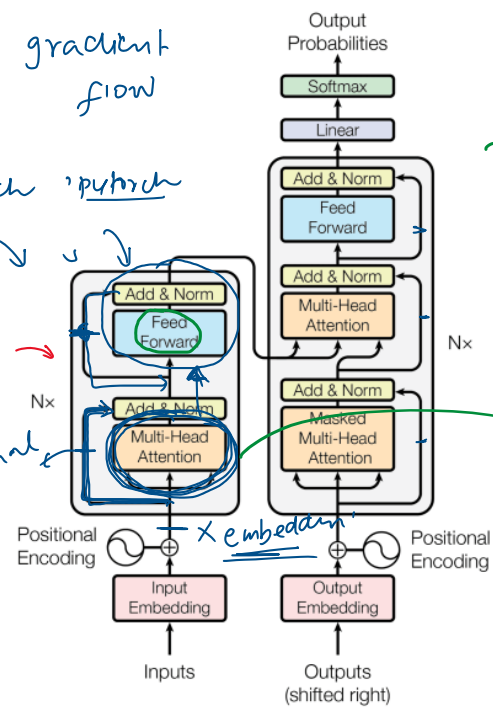 gradient
flow
putorch
Output
Probabilities
Softmax
Linear
Add & Norm
Feed
Forward
Add & Norm
Multi-Head
Attention
Add & Norm
Masked
Multi-Head
Attention
Nx
Add & Norm
Feed
Forward
Add & Norm
Multi-Head
Attention
Nx
Positional
Encoding
X
Positional
Encoding
Input
Embedding
Output
Embedding
Inputs
Outputs
(shifted right)